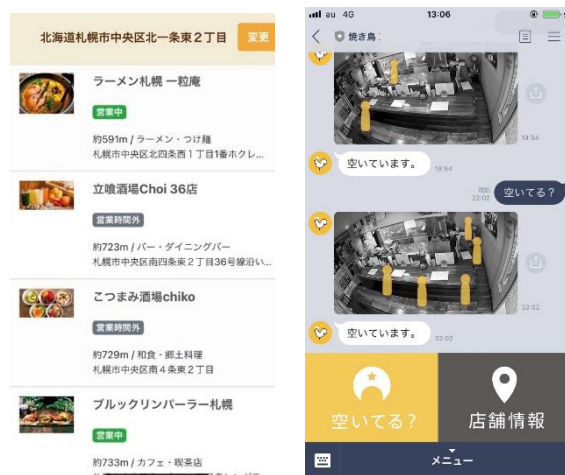 北海道札幌市中央区北一条東２丁目
変更
ラーメン札幌 一粒庵
営業中
約591m / ラーメン・つけ麺
札幌市中央区北四条西１丁目1番ホクレ...
立喰酒場Choi 36店
営業時間外
約723m / バー・ダイニングバー
札幌市中央区南四条東２丁目36号線沿い...
こつまみ酒場chiko
営業時間外
約729m / 和食・郷土料理
札幌市中央区南４条東２丁目
ブルックリンパーラー札幌
営業中
約733m / カフェ・喫茶店
au 4G
13:06
焼き鳥
19:54
空いています。
19:54
既読
22:02
空いてる？
22:02
空いています。
22:02
空いてる？
店舗情報
メニュー